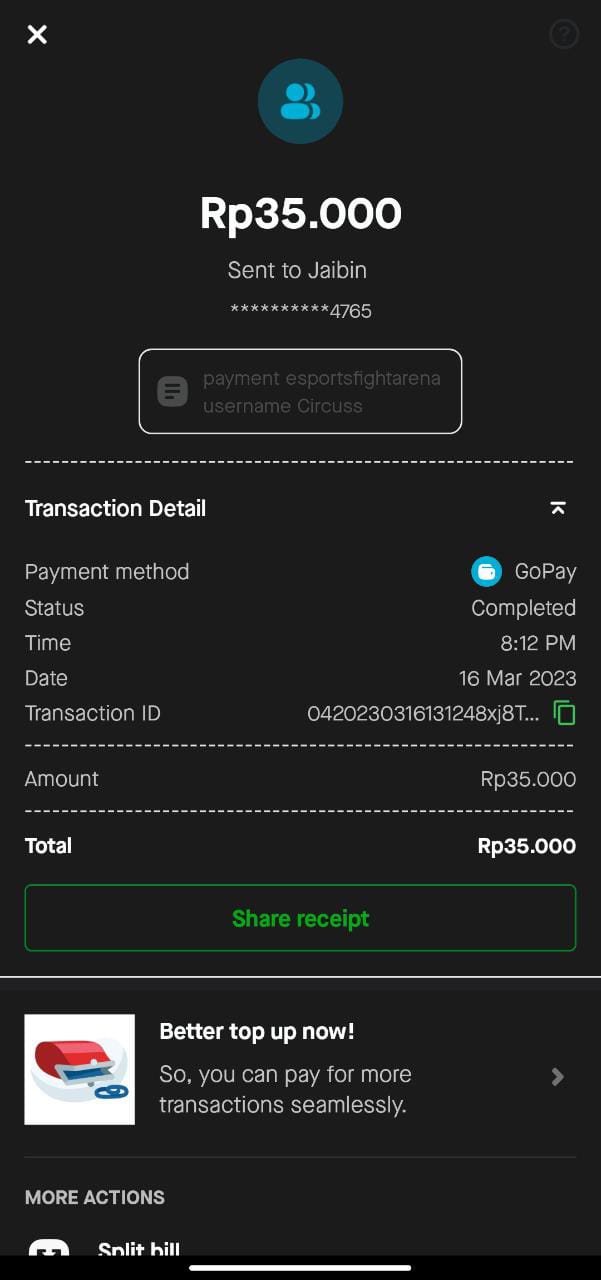 Rp35.000
Sent to Jaibin
**********4765
payment esportsfightarena
username Circuss
Transaction Detail
Payment method GoPay
Status Completed
Time 8:12 PM
Date 16 Mar 2023
Transaction ID 0420230316131248xj8T...
Amount Rp35.000
Total Rp35.000
Share receipt
Better top up now!
So, you can pay for more
transactions seamlessly.
MORE ACTIONS
Split bill